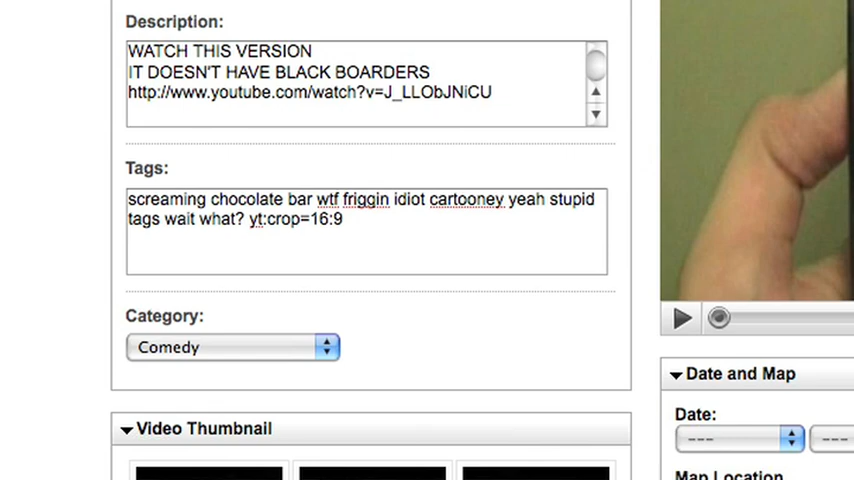 Description:
WATCH THIS VERSION
IT DOESN'T HAVE BLACK BOARDERS
http://www.youtube.com/watch?v=J_LLObJNiCU
Tags:
screaming chocolate bar wtf friggin idiot cartooney yeah stupid
tags wait what? yt:crop=16:9
Category:
Comedy
Video Thumbnail
Date and Map
Date:
---
---
Map Location